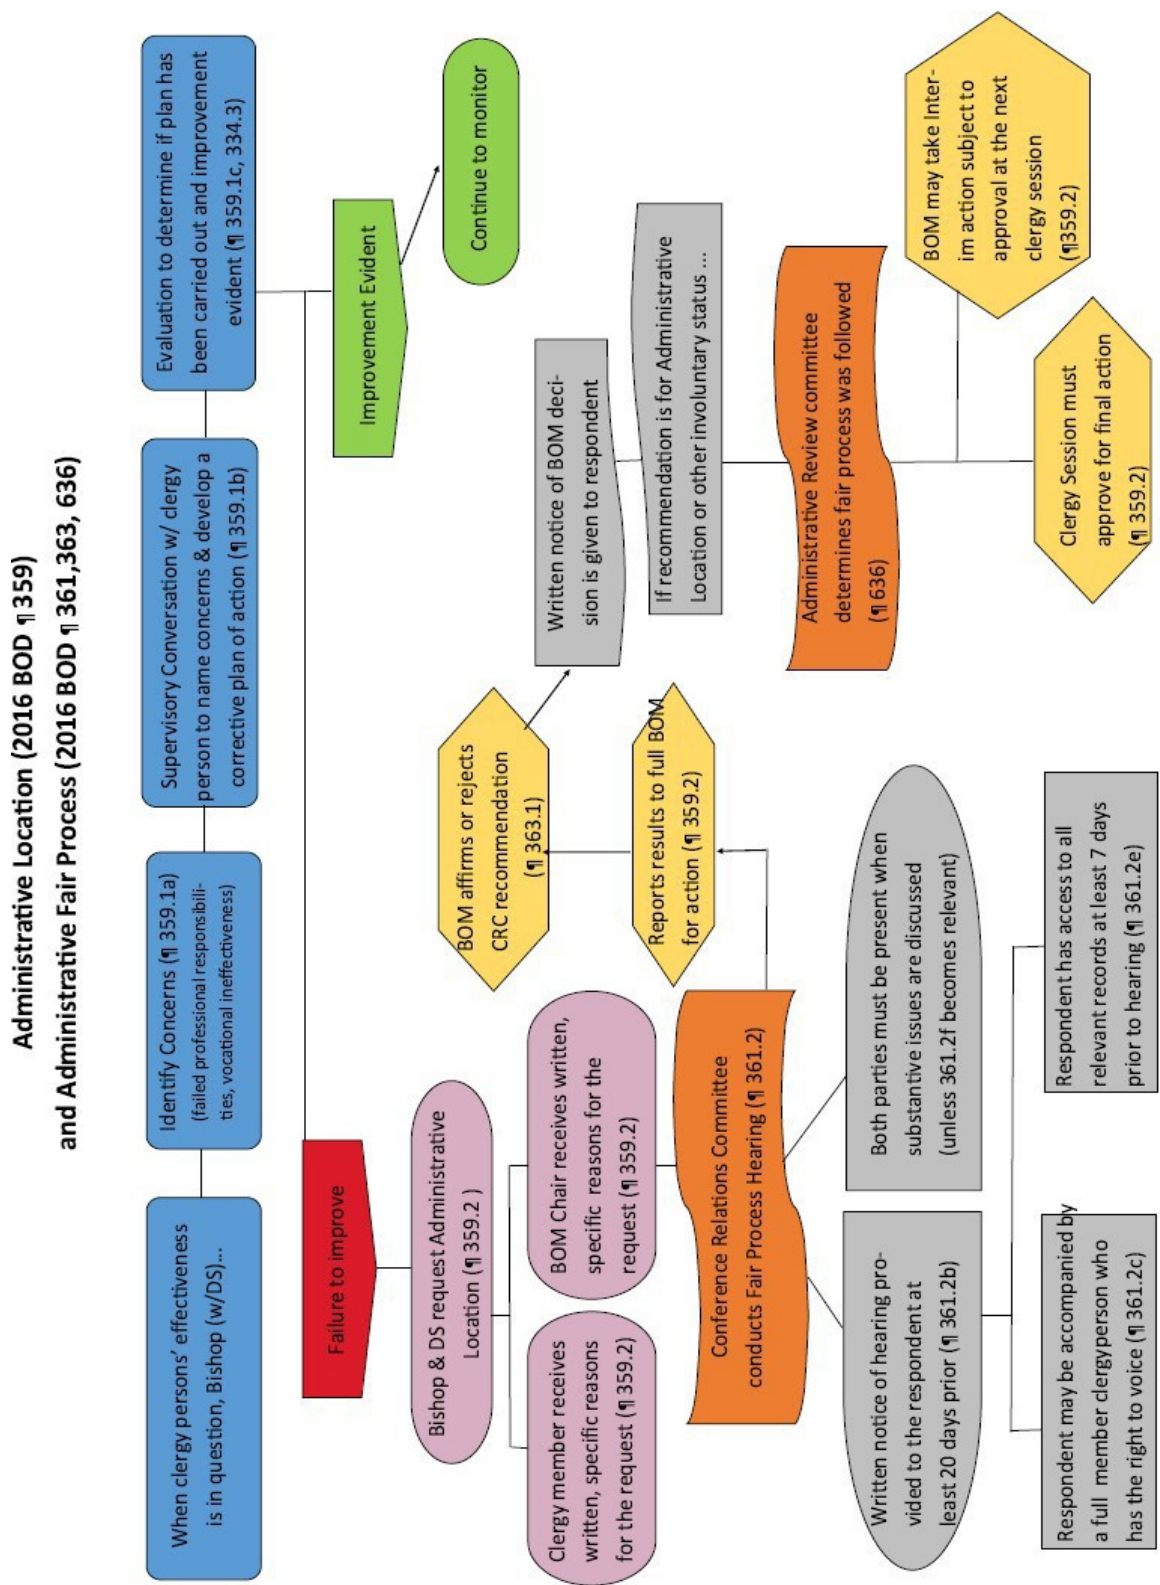 Administrative Location (2016 BOD ¶ 359)
and Administrative Fair Process (2016 BOD ¶ 361,363, 636)
When clergy persons’ effectiveness
is in question, Bishop (w/DS)...
Identify Concerns (¶ 359.1a)
(failed professional responsibili-
ties, vocational ineffectiveness)
Supervisory Conversation w/ clergy
person to name concerns & develop a
corrective plan of action (¶ 359.1b)
Evaluation to determine if plan has
been carried out and improvement
evident (¶ 359.1c, 334.3)
Failure to improve
Improvement Evident
Continue to monitor
Bishop & DS request Administrative
Location (¶ 359.2 )
Clergy member receives
written, specific reasons
for the request (¶ 359.2)
BOM Chair receives written,
specific reasons for the
request (¶ 359.2)
Conference Relations Committee
conducts Fair Process Hearing (¶ 361.2)
Written notice of hearing pro-
vided to the respondent at
least 20 days prior (¶ 361.2b)
Both parties must be present when
substantive issues are discussed
(unless 361.2f becomes relevant)
Respondent may be accompanied by
a full member clergyperson who
has the right to voice (¶ 361.2c)
Respondent has access to all
relevant records at least 7 days
prior to hearing (¶ 361.2e)
Reports results to full BOM
for action (¶ 359.2)
BOM affirms or rejects
CRC recommendation
(¶ 363.1)
Written notice of BOM deci-
sion is given to respondent
If recommendation is for Administrative
Location or other involuntary status ...
Administrative Review committee
determines fair process was followed
(¶ 636)
Clergy Session must
approve for final action
(¶ 359.2)
BOM may take Inter-
im action subject to
approval at the next
clergy session
(¶359.2)